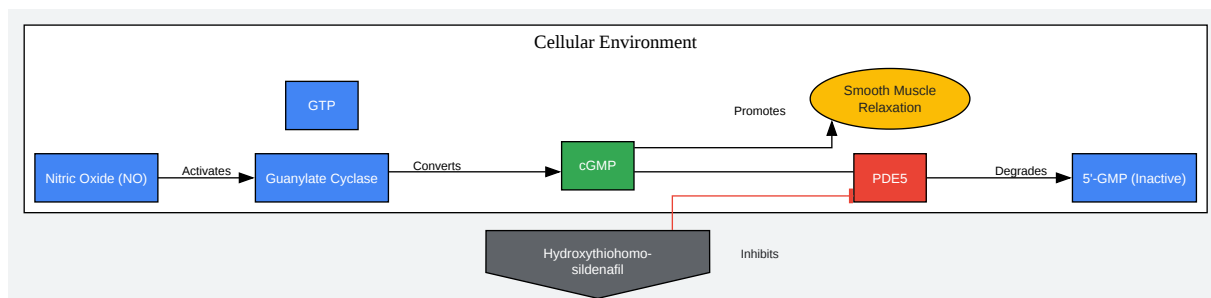 Cellular Environment
GTP
Smooth Muscle
Relaxation
Promotes
Nitric Oxide (NO)
Activates
Guanylate Cyclase
Converts
cGMP
PDE5
Degrades
5'-GMP (Inactive)
Hydroxythiohomo-
sildenafil
Inhibits